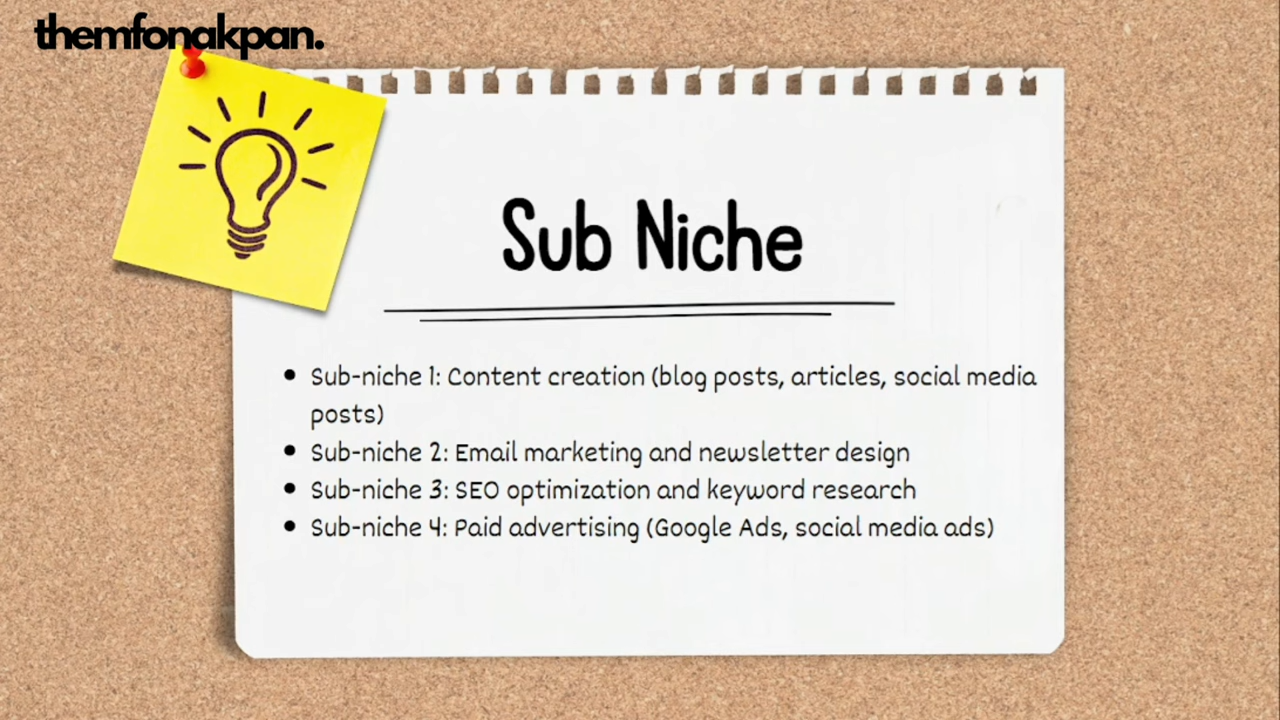 themfonakpan.
Sub Niche
• Sub-niche 1: Content creation (blog posts, articles, social media
posts)
• Sub-niche 2: Email marketing and newsletter design
• Sub-niche 3: SEO optimization and keyword research
• Sub-niche 4: Paid advertising (Google Ads, social media ads)